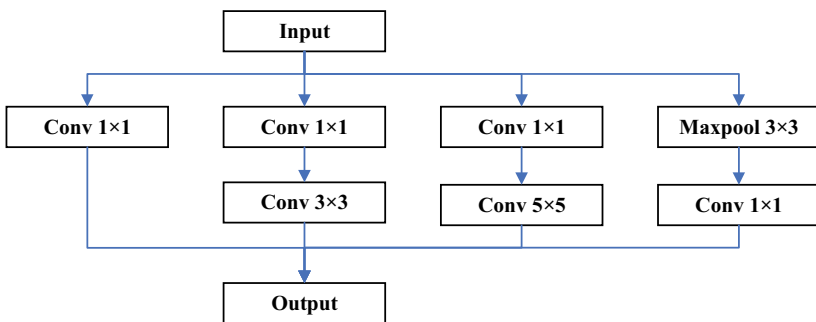 Input
Conv 1×1
Conv 1×1
Conv 1×1
Maxpool 3×3
Conv 3×3
Conv 5×5
Conv 1×1
Output